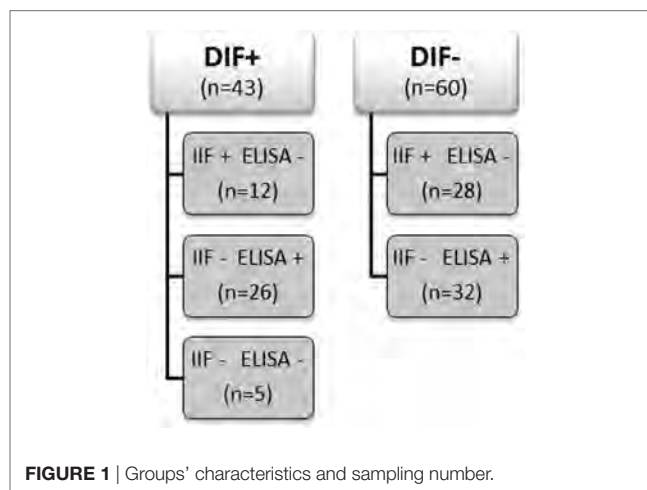 DIF+
(n=43)
IIF + ELISA -
(n=12)
IIF - ELISA +
(n=26)
IIF - ELISA -
(n=5)
DIF-
(n=60)
IIF + ELISA -
(n=28)
IIF - ELISA +
(n=32)
FIGURE 1 | Groups' characteristics and sampling number.